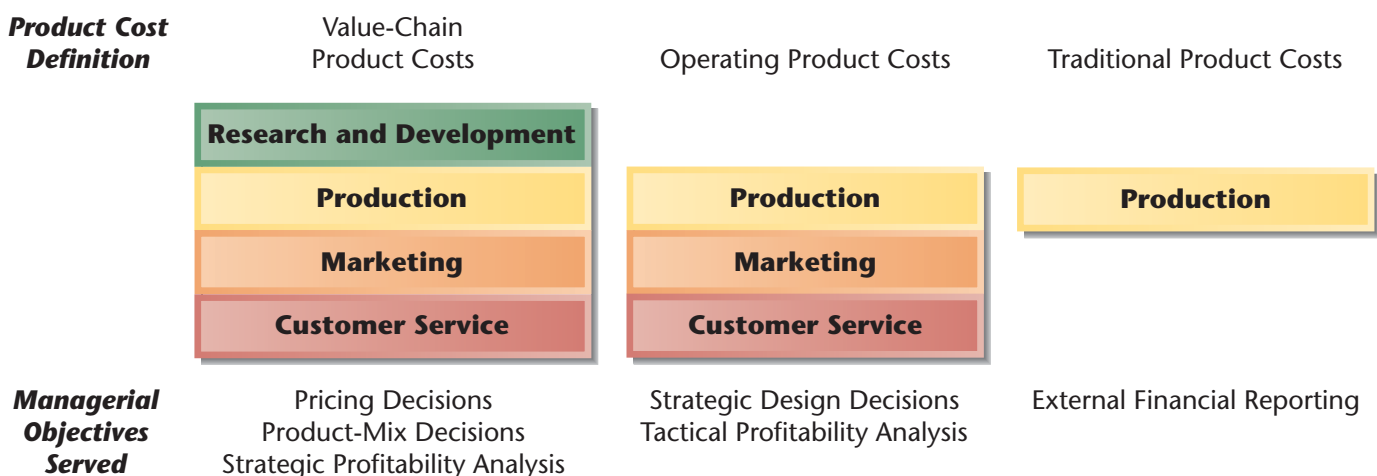 Product Cost
Definition
Value-Chain
Product Costs
Operating Product Costs
Traditional Product Costs
Research and Development
Production
Marketing
Customer Service
Production
Marketing
Customer Service
Production
Managerial
Objectives
Served
Pricing Decisions
Product-Mix Decisions
Strategic Profitability Analysis
Strategic Design Decisions
Tactical Profitability Analysis
External Financial Reporting